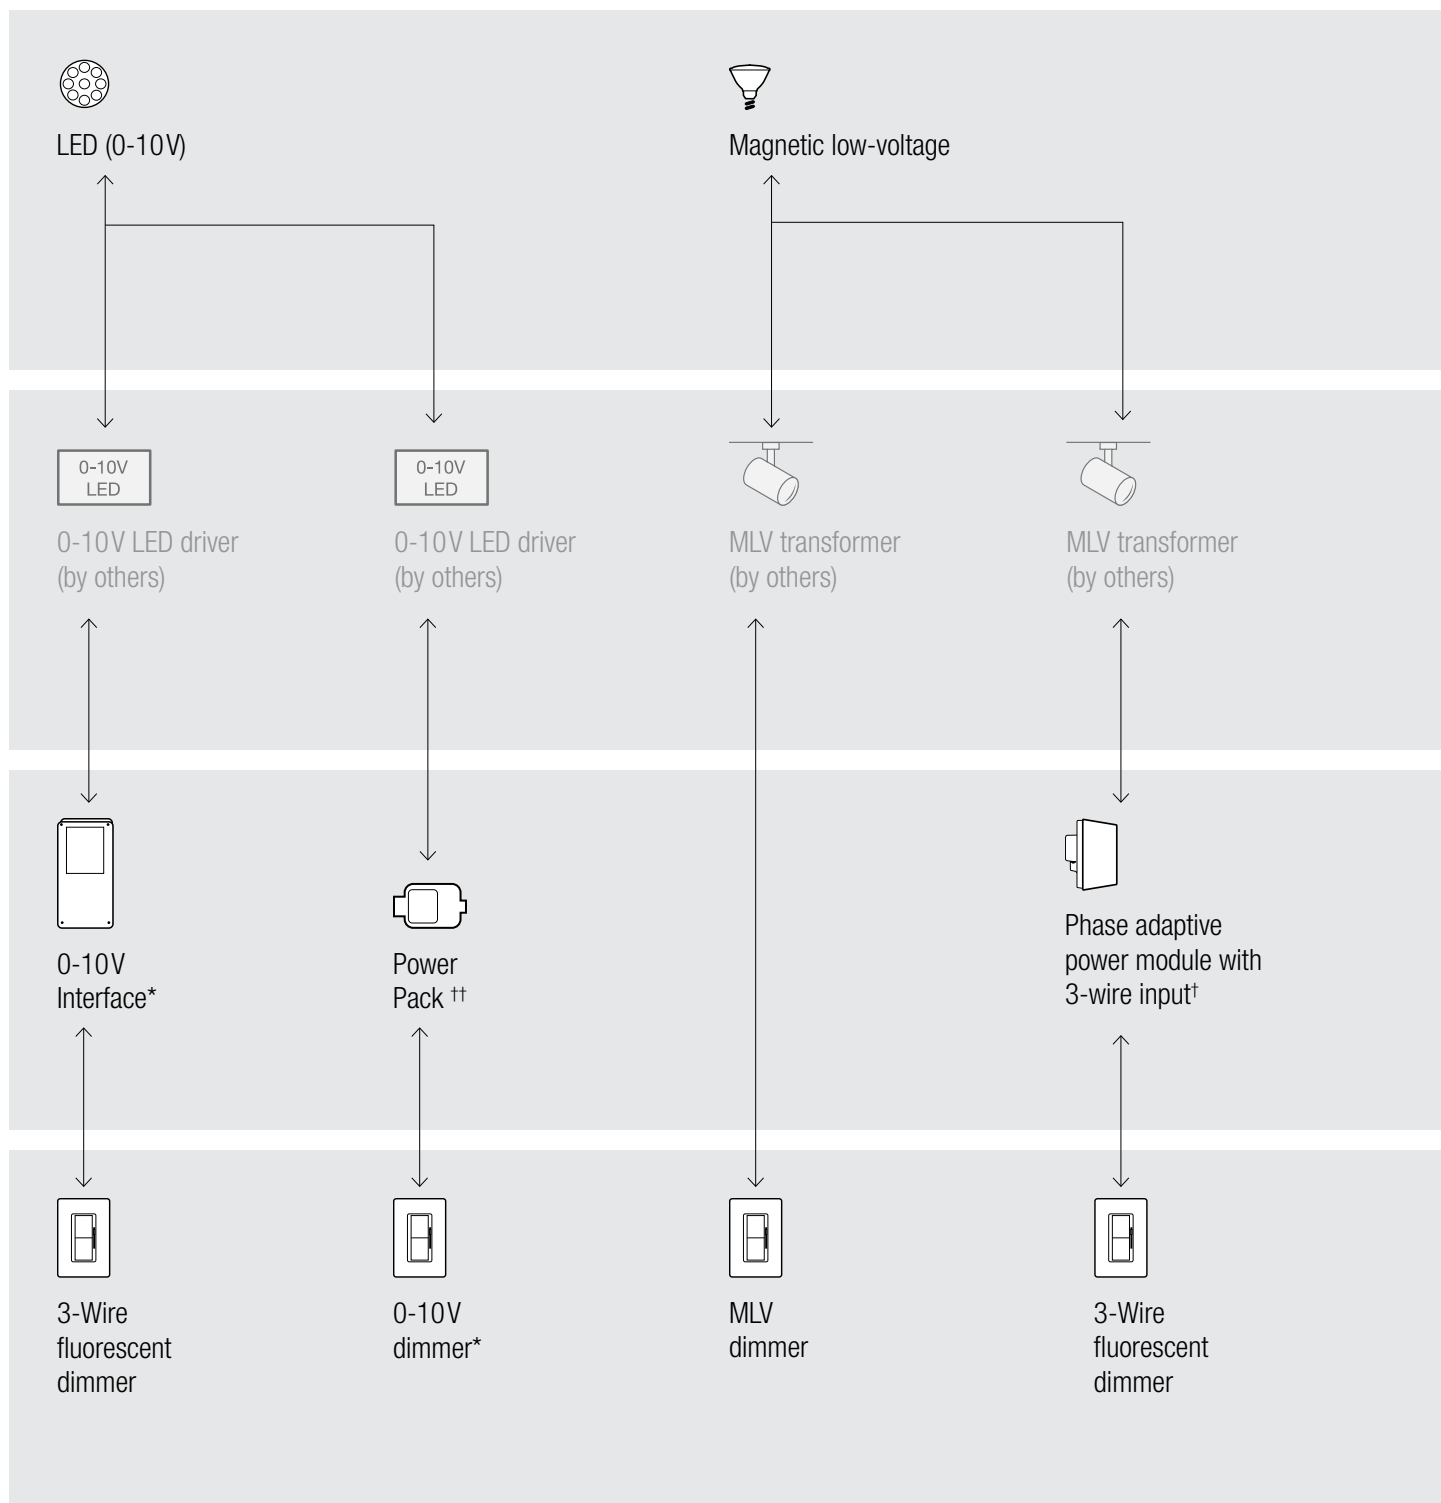 LED (0-10V)
Magnetic low-voltage
0-10V
LED
0-10V
LED
0-10V LED driver
(by others)
0-10V LED driver
(by others)
MLV transformer
(by others)
MLV transformer
(by others)
0-10V
Interface*
Power
Pack ††
Phase adaptive
power module with
3-wire input†
3-Wire
fluorescent
dimmer
0-10V
dimmer*
MLV
dimmer
3-Wire
fluorescent
dimmer